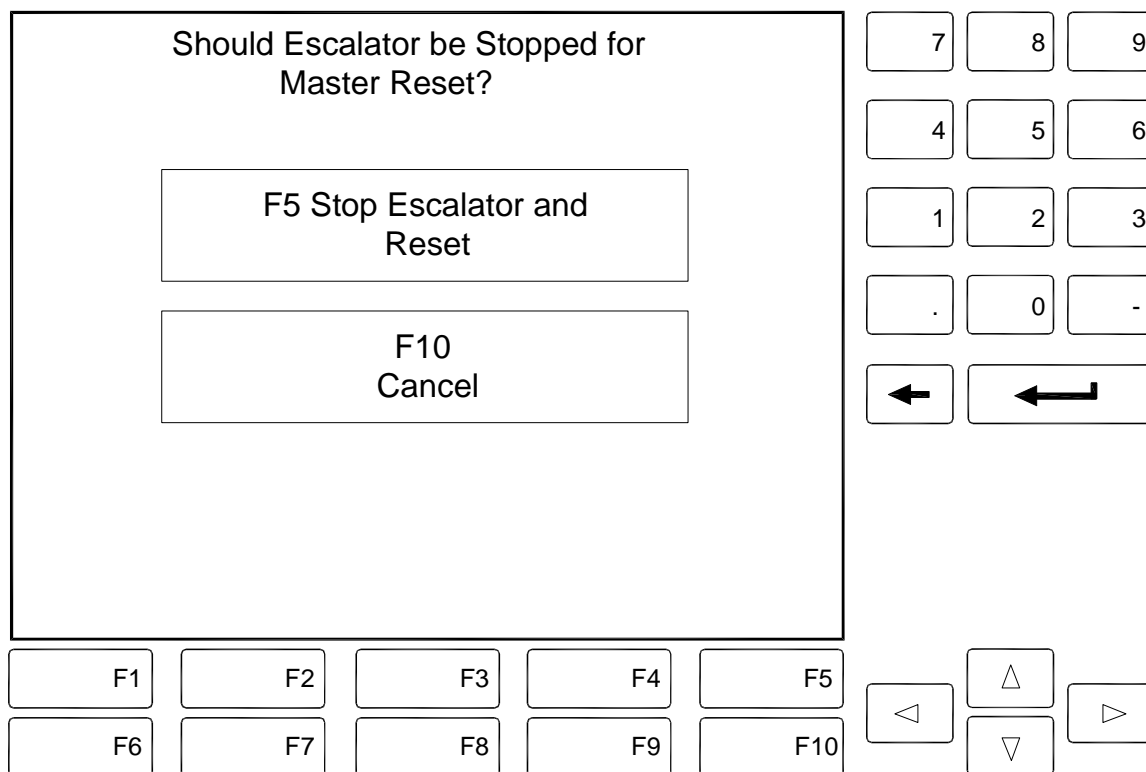 Should Escalator be Stopped for
Master Reset?
F5 Stop Escalator and
Reset
F10
Cancel
7 8 9
4 5 6
1 2 3
. 0 -
F1 F2 F3 F4 F5
F6 F7 F8 F9 F10